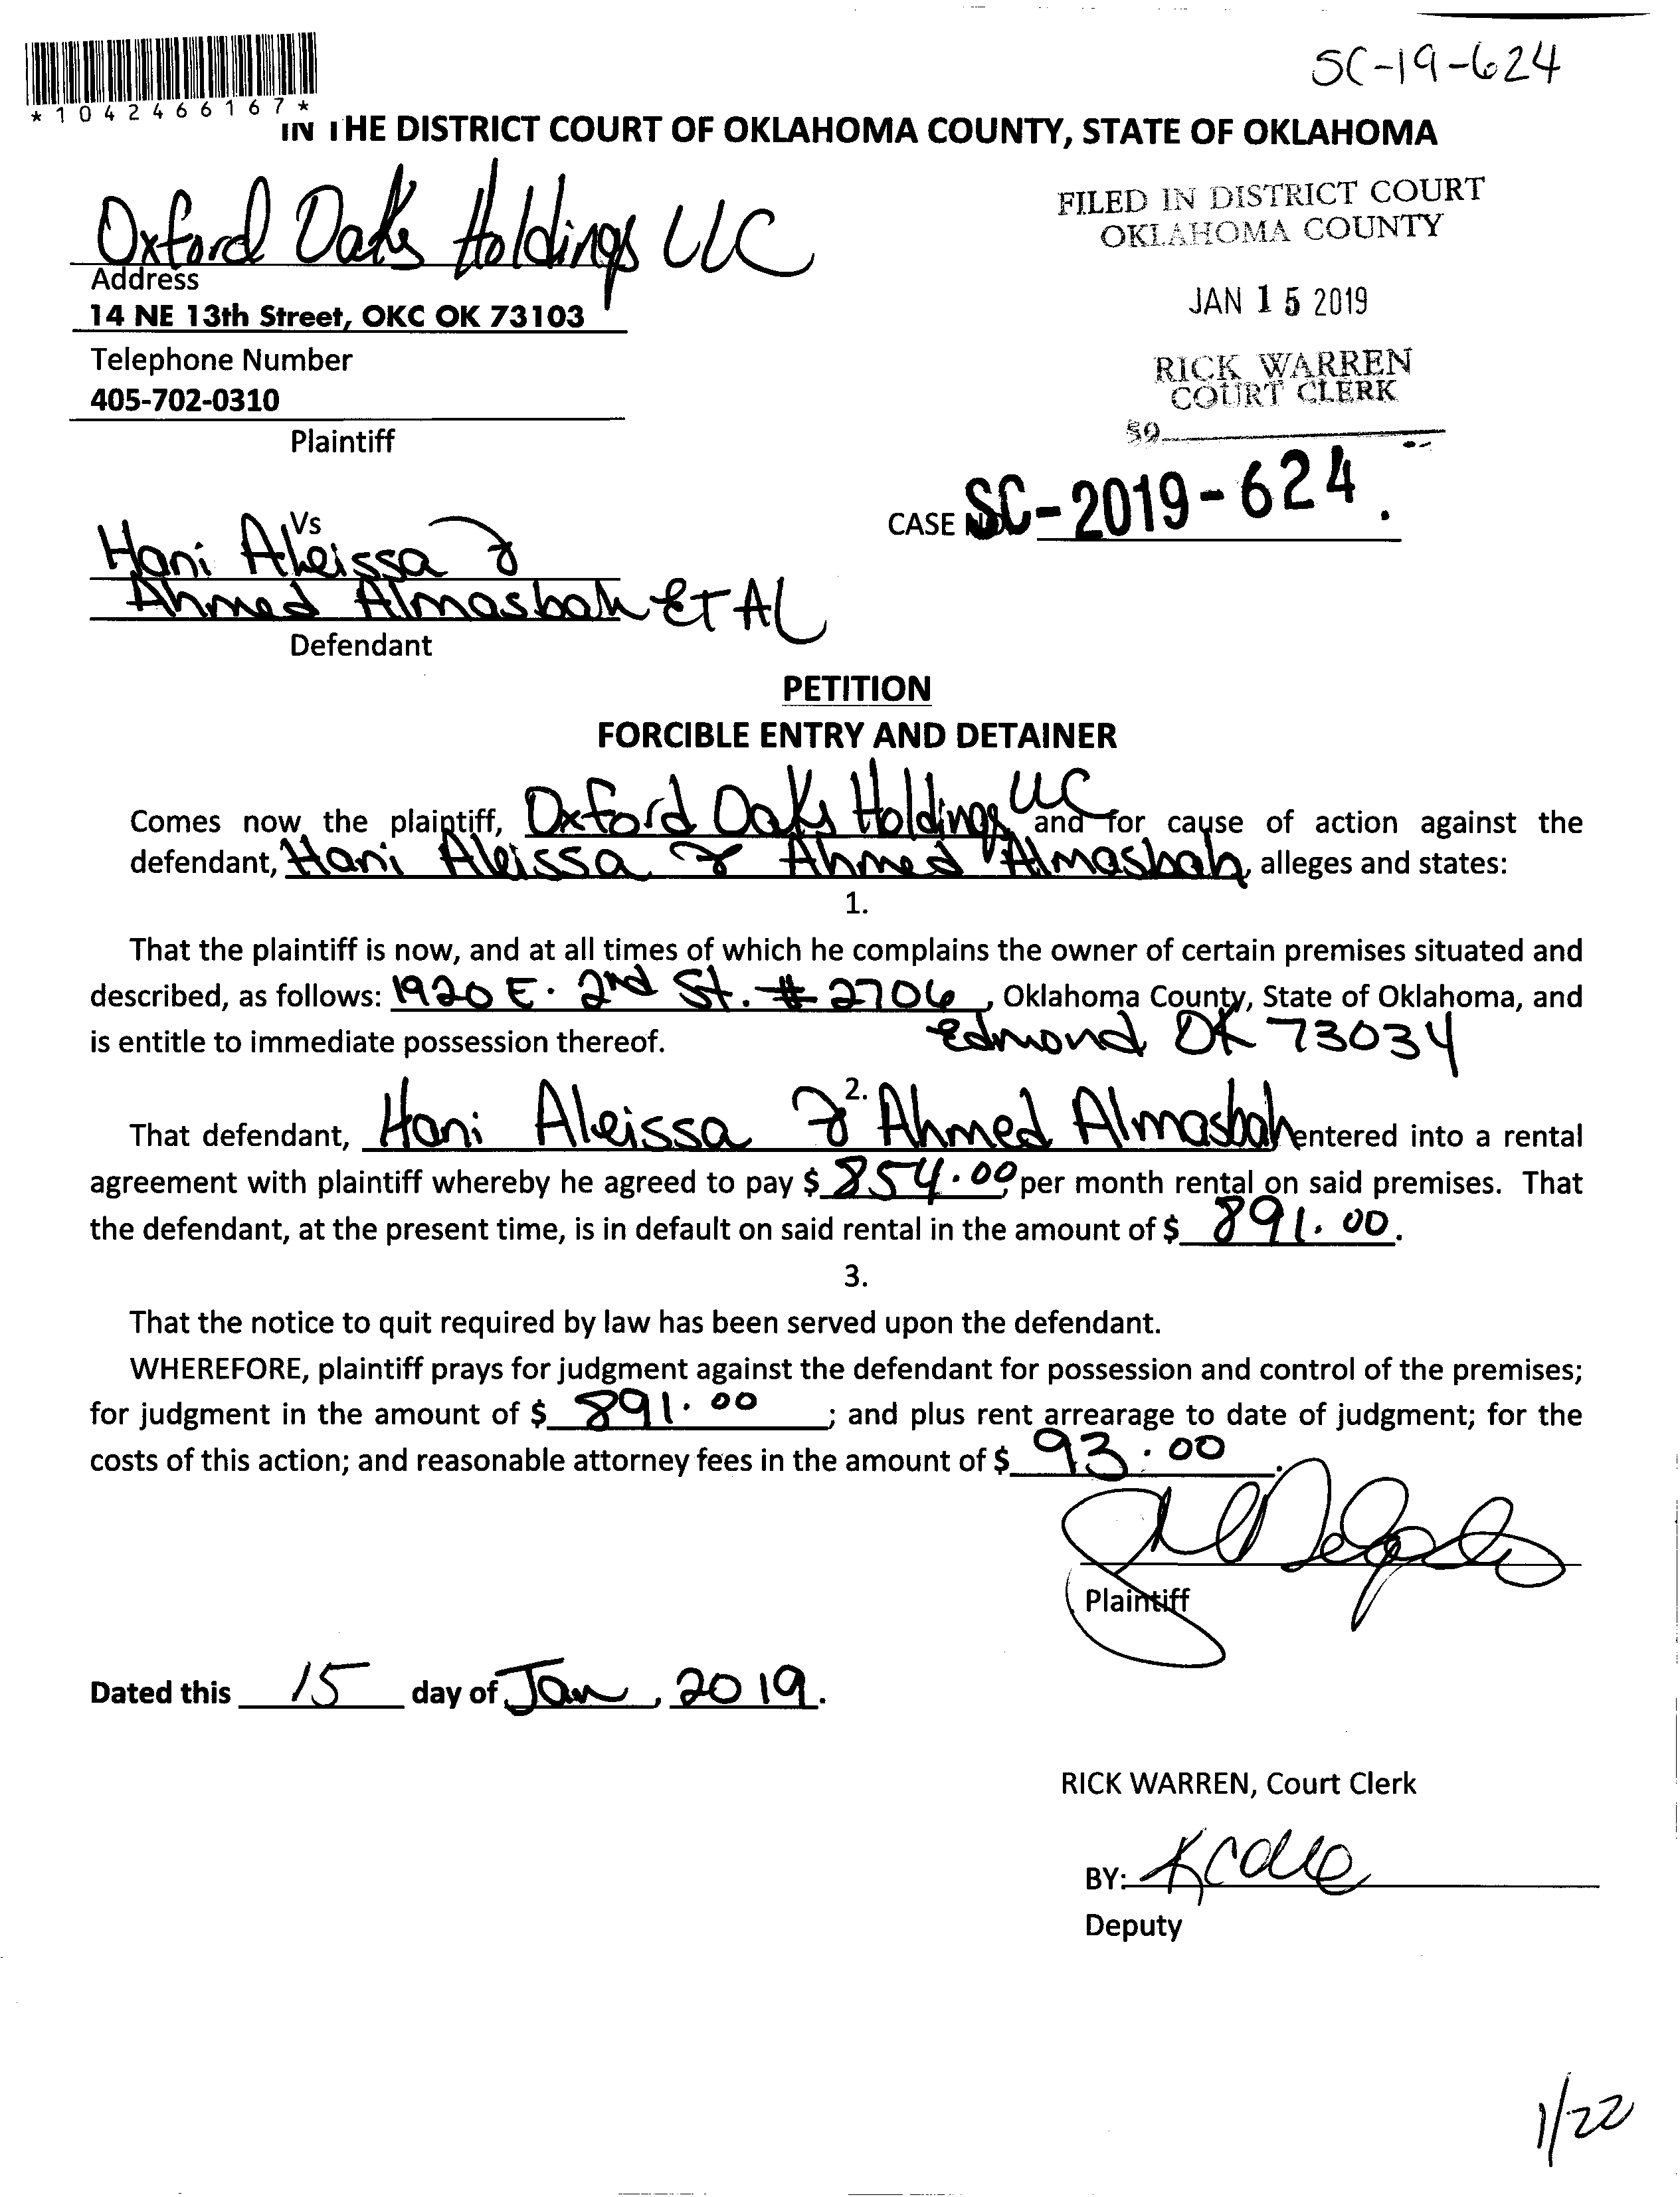 SC-19-624
*1042466167*
IN THE DISTRICT COURT OF OKLAHOMA COUNTY, STATE OF OKLAHOMA
Oxford Oaks Holdings LLC
FILED IN DISTRICT COURT
OKLAHOMA COUNTY
Address
14 NE 13th Street, OKC OK 73103
JAN 15 2019
Telephone Number
405-702-0310
RICK WARREN
COURT CLERK
Plaintiff
39
CASE NO. SC-2019-624.
Vs
Hani Aleissa &
Ahmed Almasbah ET AL
Defendant
PETITION
FORCIBLE ENTRY AND DETAINER
Comes now the plaintiff, Oxford Oaks Holdings LLC and for cause of action against the
defendant, Hani Aleissa & Ahmed Almasbah, alleges and states:
1.
That the plaintiff is now, and at all times of which he complains the owner of certain premises situated and
described, as follows: 1920 E. 2nd St. # 2706, Oklahoma County, State of Oklahoma, and
is entitle to immediate possession thereof. Edmond OK 73034
2.
That defendant, Hani Aleissa & Ahmed Almasbah entered into a rental
agreement with plaintiff whereby he agreed to pay $ 854.00 per month rental on said premises. That
the defendant, at the present time, is in default on said rental in the amount of $ 891.00.
3.
That the notice to quit required by law has been served upon the defendant.
WHEREFORE, plaintiff prays for judgment against the defendant for possession and control of the premises;
for judgment in the amount of $ 891.00 ; and plus rent arrearage to date of judgment; for the
costs of this action; and reasonable attorney fees in the amount of $ 93.00.
Plaintiff
Dated this 15 day of Jan, 2019.
RICK WARREN, Court Clerk
BY:
Deputy
1/22